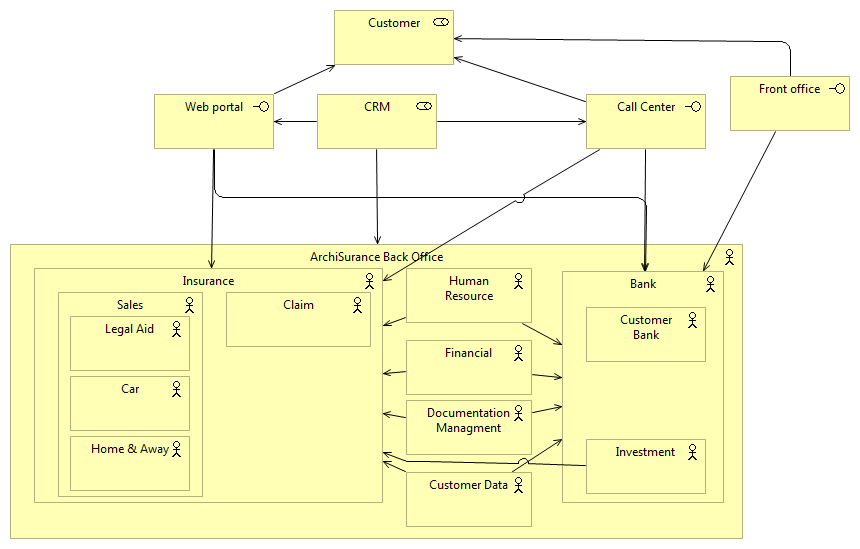 Customer
Front office
Web portal
CRM
Call Center
ArchiSurance Back Office
Insurance
Human
Resource
Bank
Sales
Claim
Legal Aid
Customer
Bank
Financial
Car
Documentation
Managment
Home & Away
Investment
Customer Data